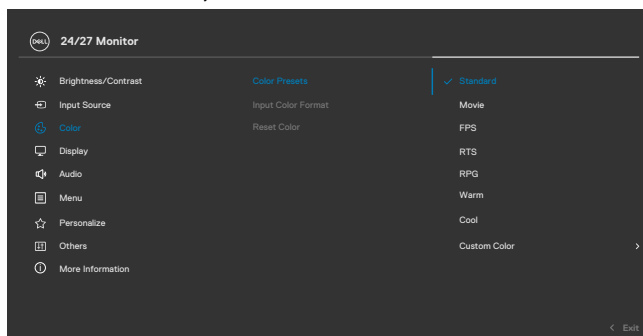 DELL 24/27 Monitor
Brightness/Contrast Color Presets Standard
Input Source Input Color Format Movie
Color Reset Color FPS
Display RTS
Audio RPG
Menu Warm
Personalize Cool
Others Custom Color
More Information
Exit